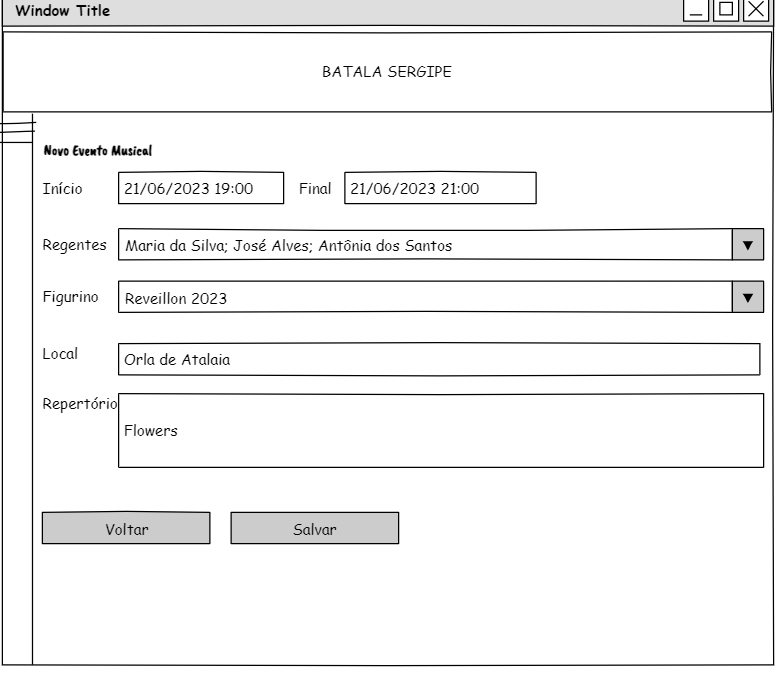 Window Title
BATALA SERGIPE
Novo Evento Musical
Início 21/06/2023 19:00 Final 21/06/2023 21:00
Regentes Maria da Silva; José Alves; Antônia dos Santos
Figurino Reveillon 2023
Local Orla de Atalaia
Repertório Flowers
Voltar Salvar